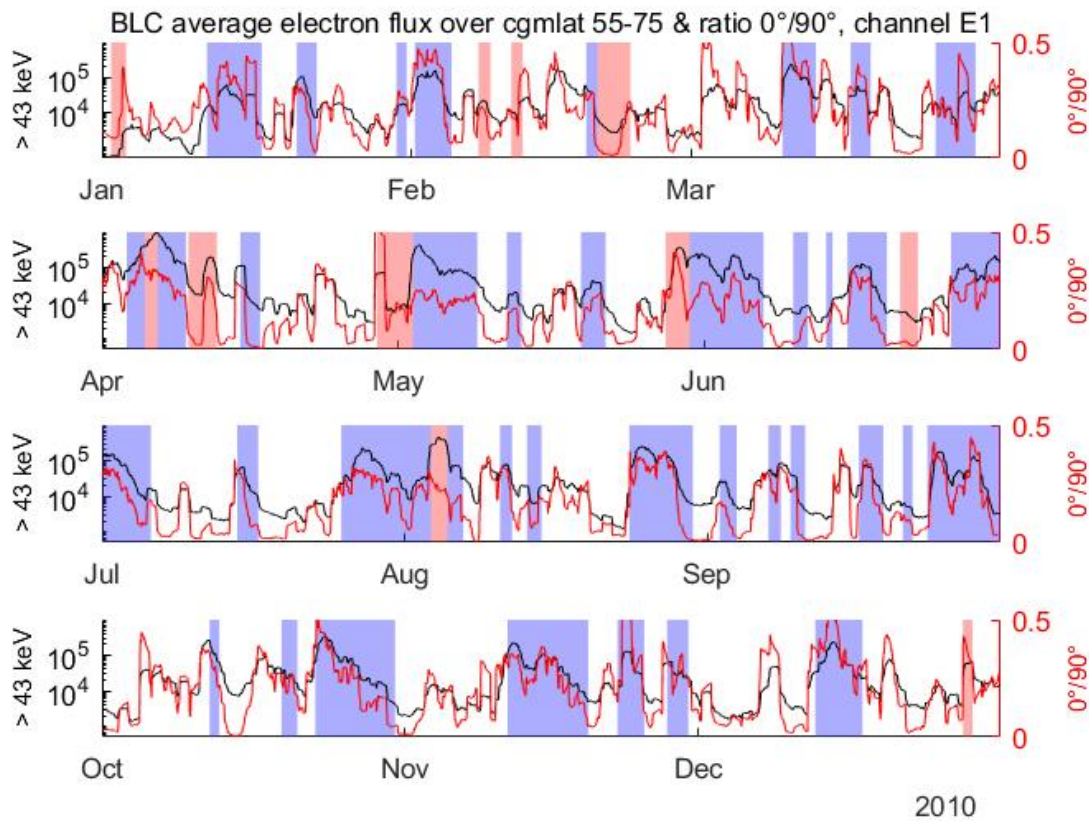 BLC average electron flux over cgmlat 55-75 & ratio 0°/90°, channel E1
> 43 keV
10^5
10^4
0.5
0
0°/90°
Jan
Feb
Mar
> 43 keV
10^5
10^4
0.5
0
0°/90°
Apr
May
Jun
> 43 keV
10^5
10^4
0.5
0
0°/90°
Jul
Aug
Sep
> 43 keV
10^5
10^4
0.5
0
0°/90°
Oct
Nov
Dec
2010